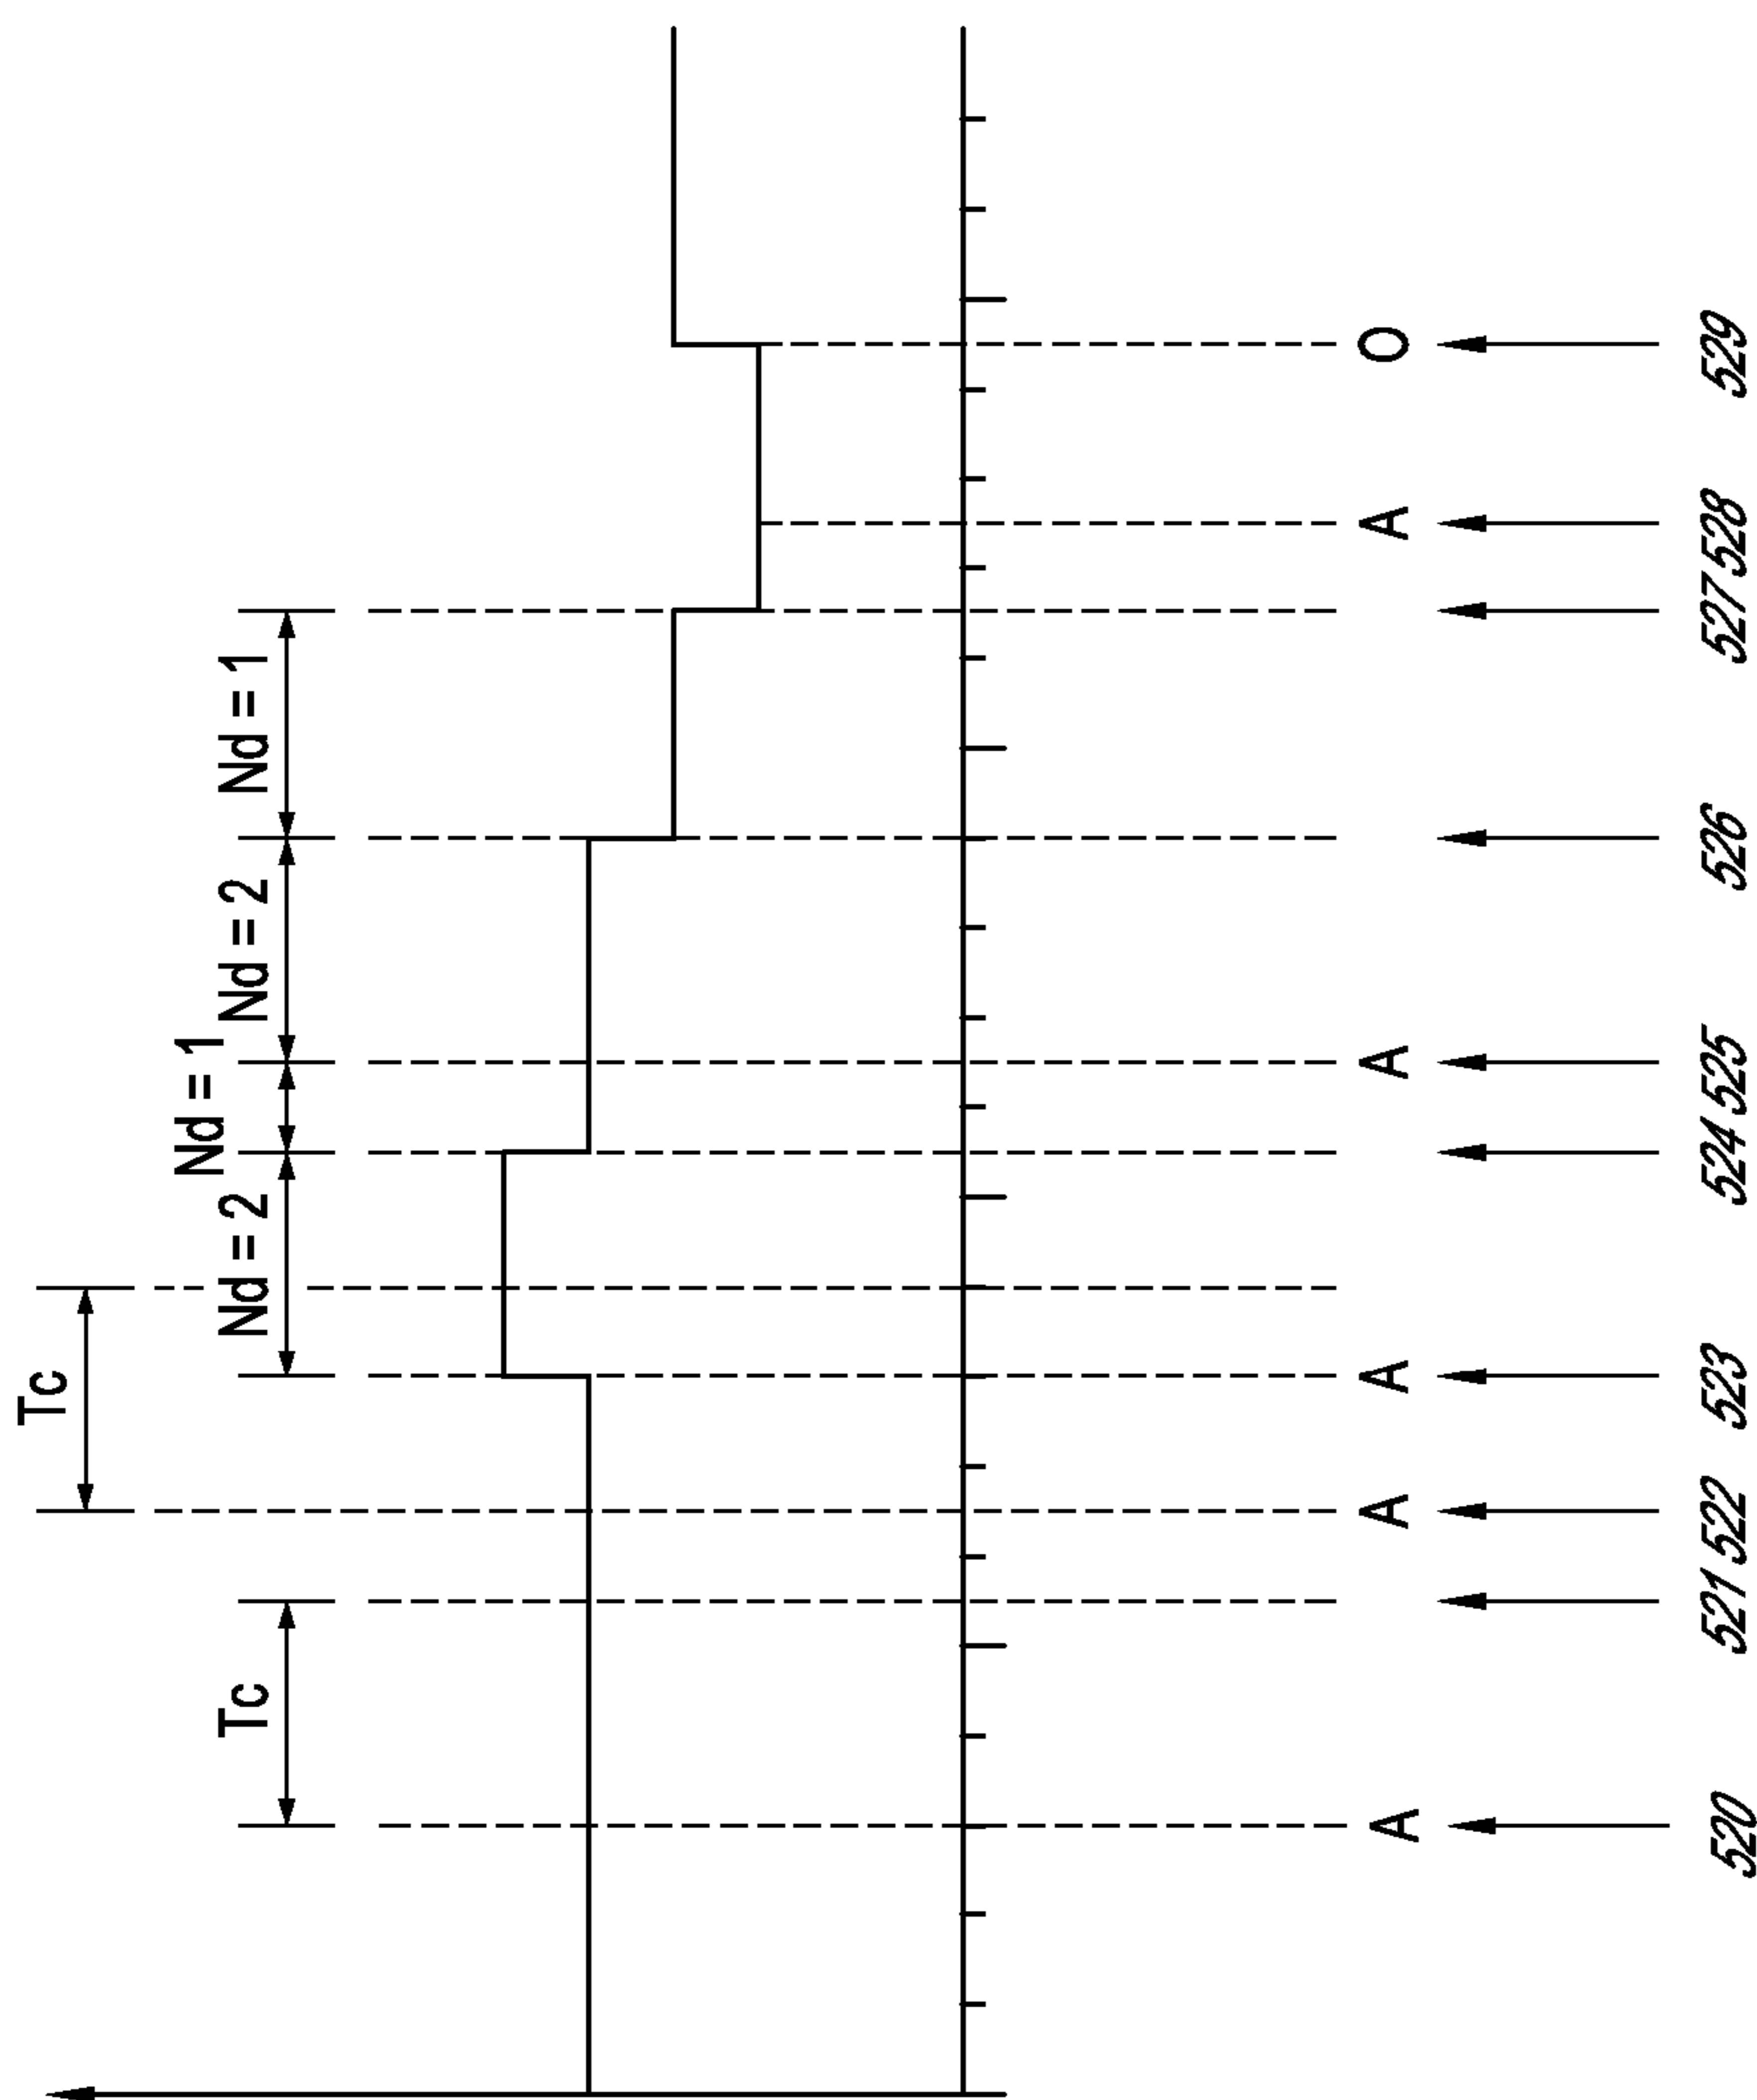 Tc
Tc
Nd = 2
Nd = 1
Nd = 2
Nd = 1
A
A
A
A
A
O
520
521
522
523
524
525
526
527
528
529